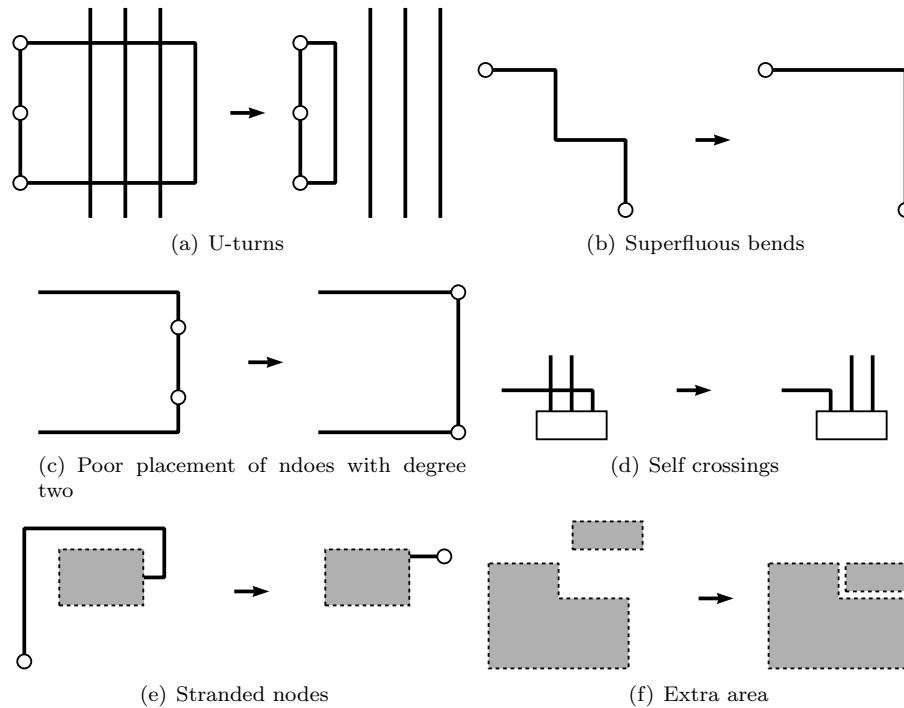 (a) U-turns
(b) Superfluous bends
(c) Poor placement of ndoes with degree
two
(d) Self crossings
(e) Stranded nodes
(f) Extra area